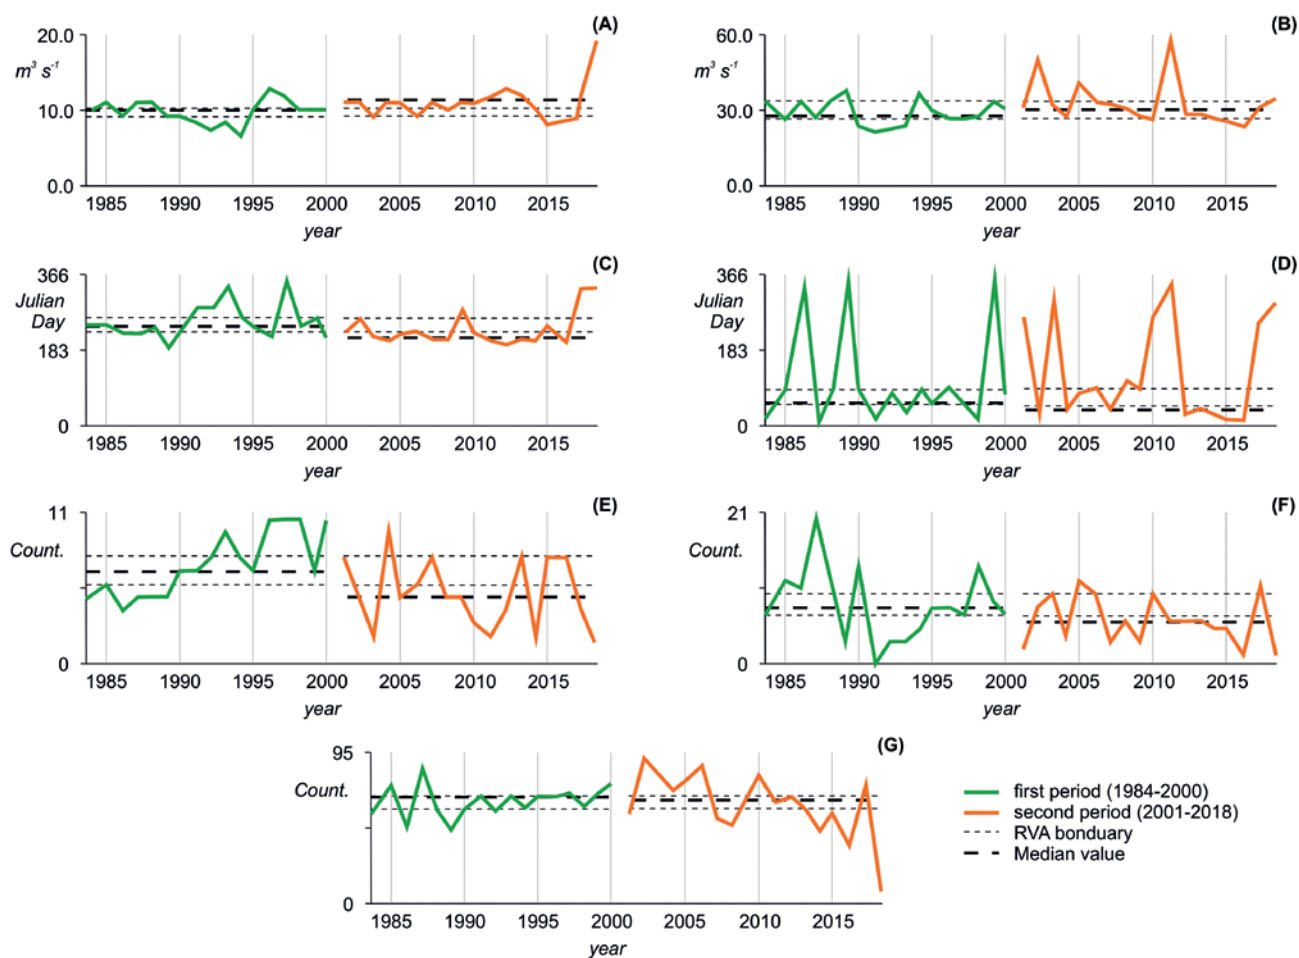 (A)
20.0
m³ s⁻¹
10.0
0.0
1985 1990 1995 2000 2005 2010 2015
year
(B)
60.0
m³ s⁻¹
30.0
0.0
1985 1990 1995 2000 2005 2010 2015
year
(C)
366
Julian
Day
183
0
1985 1990 1995 2000 2005 2010 2015
year
(D)
366
Julian
Day
183
0
1985 1990 1995 2000 2005 2010 2015
year
(E)
11
Count.
0
1985 1990 1995 2000 2005 2010 2015
year
(F)
21
Count.
0
1985 1990 1995 2000 2005 2010 2015
year
(G)
95
Count.
0
1985 1990 1995 2000 2005 2010 2015
year
first period (1984-2000)
second period (2001-2018)
RVA bonduary
Median value